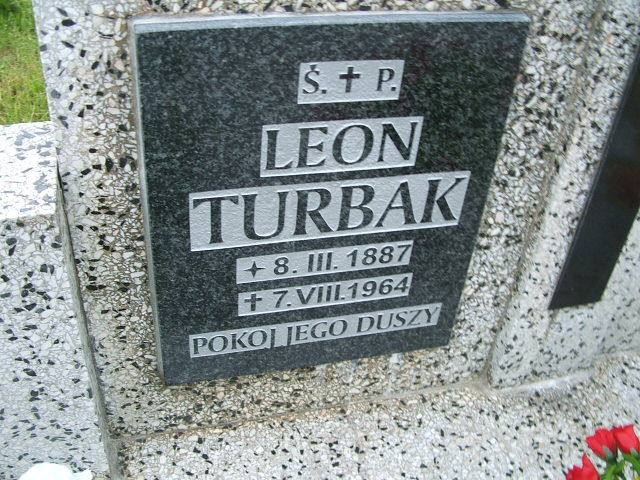 Ś. ✝ P.
LEON
TURBAK
✦ 8. III. 1887
✝ 7. VIII. 1964
POKOJ JEGO DUSZY